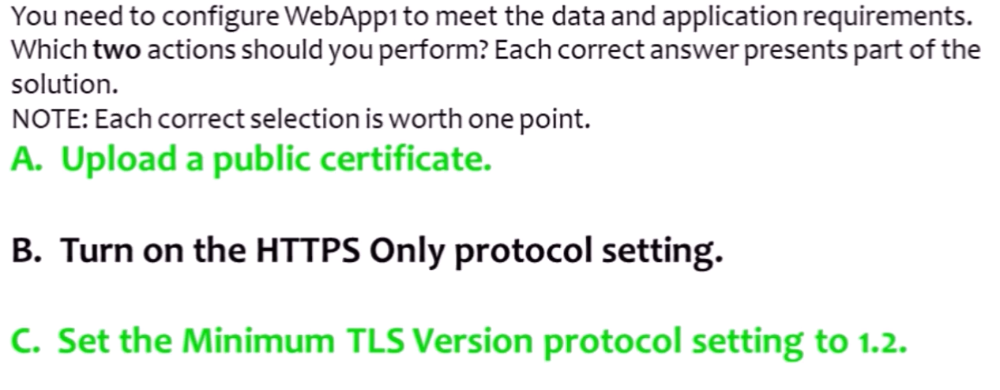 You need to configure WebApp1 to meet the data and application requirements.
Which two actions should you perform? Each correct answer presents part of the
solution.
NOTE: Each correct selection is worth one point.
A. Upload a public certificate.
B. Turn on the HTTPS Only protocol setting.
C. Set the Minimum TLS Version protocol setting to 1.2.